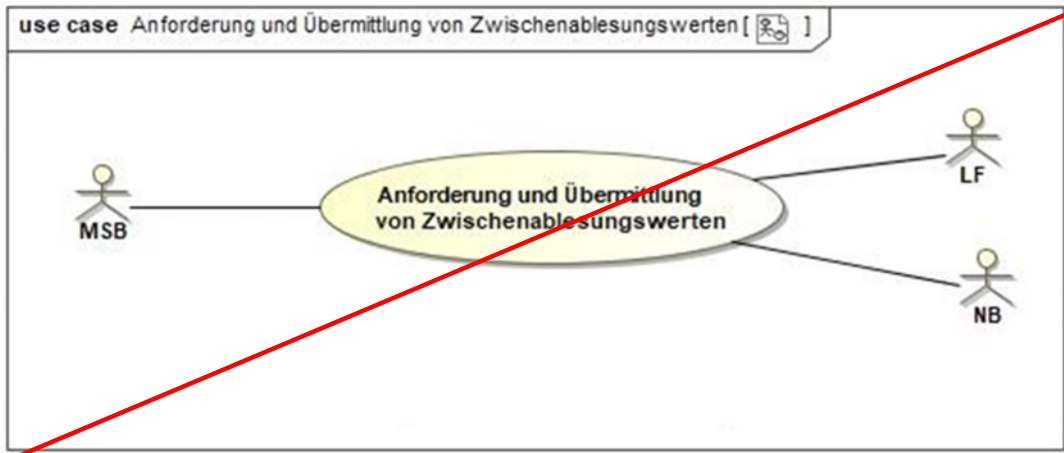 use case Anforderung und Übermittlung von Zwischenablesungswerten [ ]
LF
Anforderung und Übermittlung
von Zwischenablesungswerten
MSB
NB